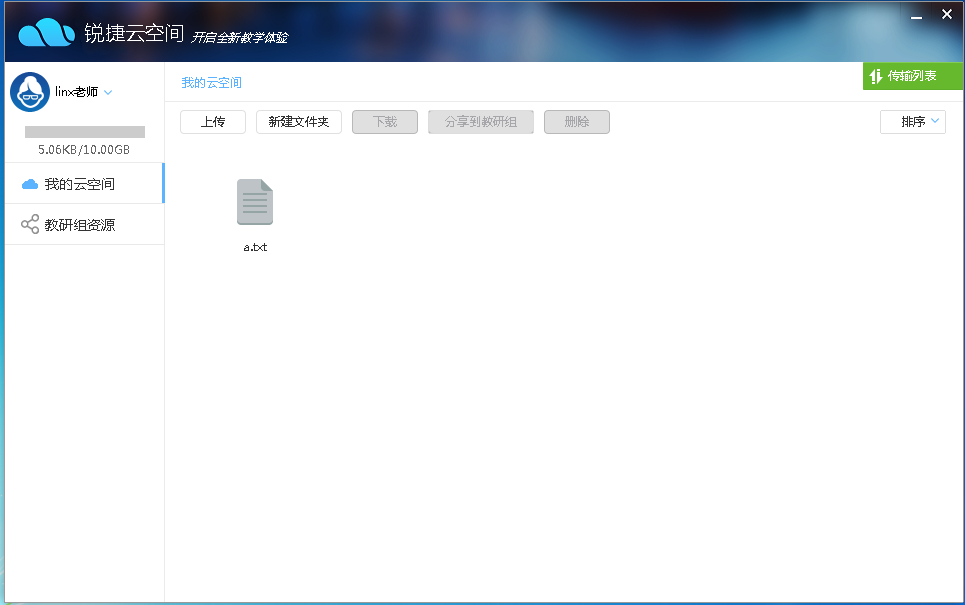 锐捷云空间 开启全新教学体验
linx老师
5.06KB/10.00GB
我的云空间
教研组资源
我的云空间
传输列表
上传 新建文件夹 下载 分享到教研组 删除 排序
a.txt